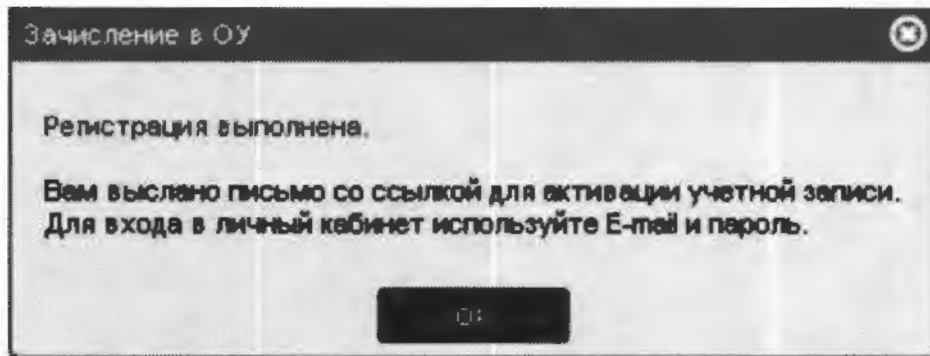 Зачисление в ОУ
Регистрация выполнена.
Вам выслано письмо со ссылкой для активации учетной записи.
Для входа в личный кабинет используйте E-mail и пароль.